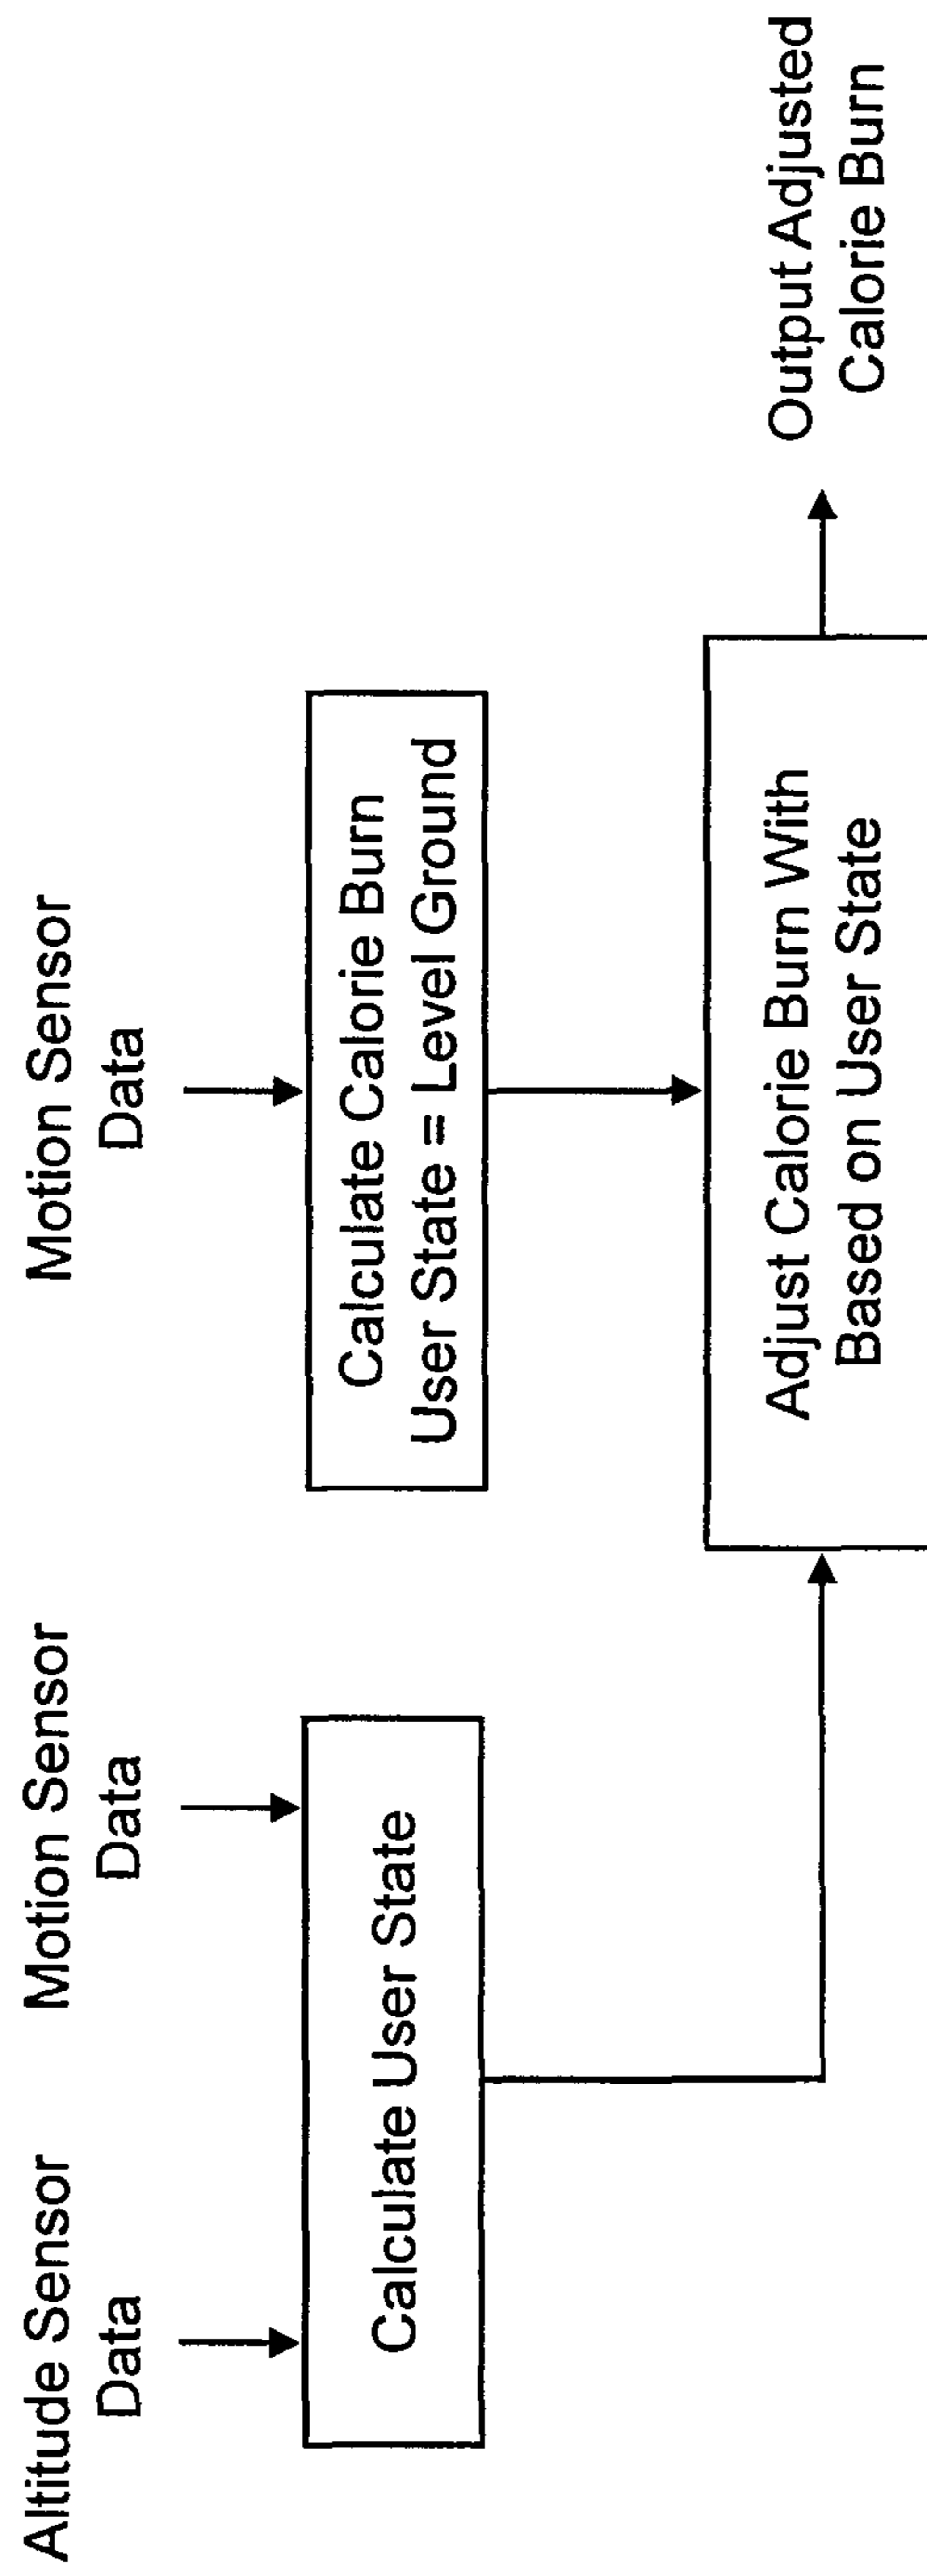 Altitude Sensor
Data
Motion Sensor
Data
Motion Sensor
Data
Calculate User State
Calculate Calorie Burn
User State = Level Ground
Adjust Calorie Burn With
Based on User State
Output Adjusted
Calorie Burn